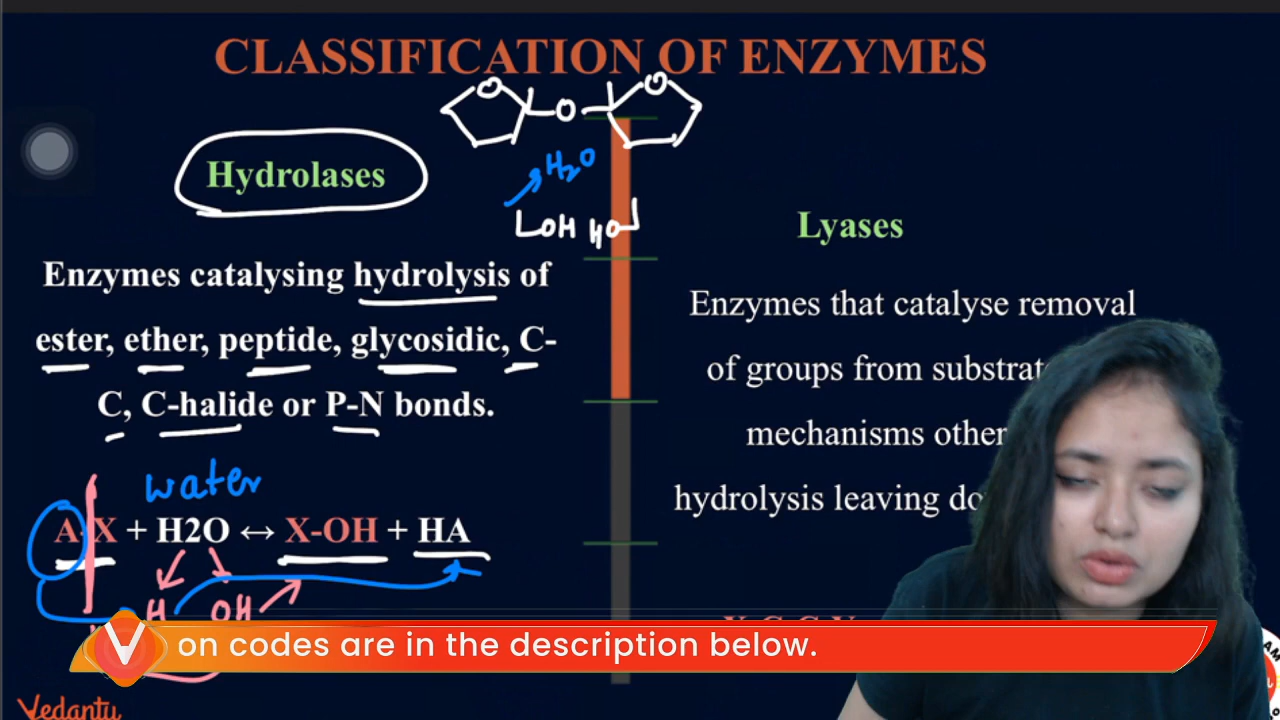 CLASSIFICATION OF ENZYMES
O O O
H2O
OH HO
Hydrolases
Enzymes catalysing hydrolysis of
ester, ether, peptide, glycosidic, C-
C, C-halide or P-N bonds.
water
A-X + H2O ↔ X-OH + HA
H OH
Lyases
Enzymes that catalyse removal
of groups from
mechanisms other
hydrolysis leaving
V on codes are in the description below.
Vedantu